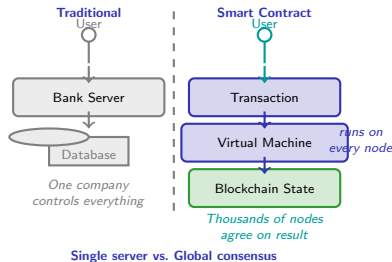 Traditional
User
Bank Server
Database
One company
controls everything
Smart Contract
User
Transaction
Virtual Machine
runs on
every node
Blockchain State
Thousands of nodes
agree on result
Single server vs. Global consensus